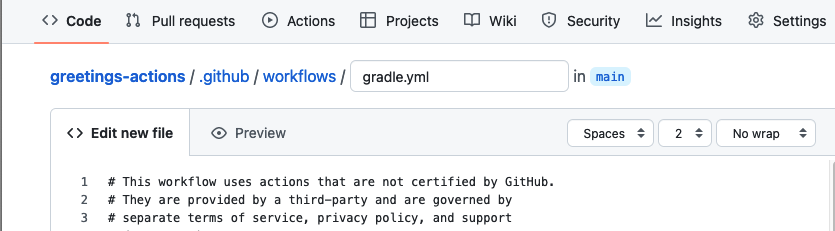 Code Pull requests Actions Projects Wiki Security Insights Settings
greetings-actions / .github / workflows / gradle.yml in main
Edit new file Preview Spaces 2 No wrap
1 # This workflow uses actions that are not certified by GitHub.
2 # They are provided by a third-party and are governed by
3 # separate terms of service, privacy policy, and support